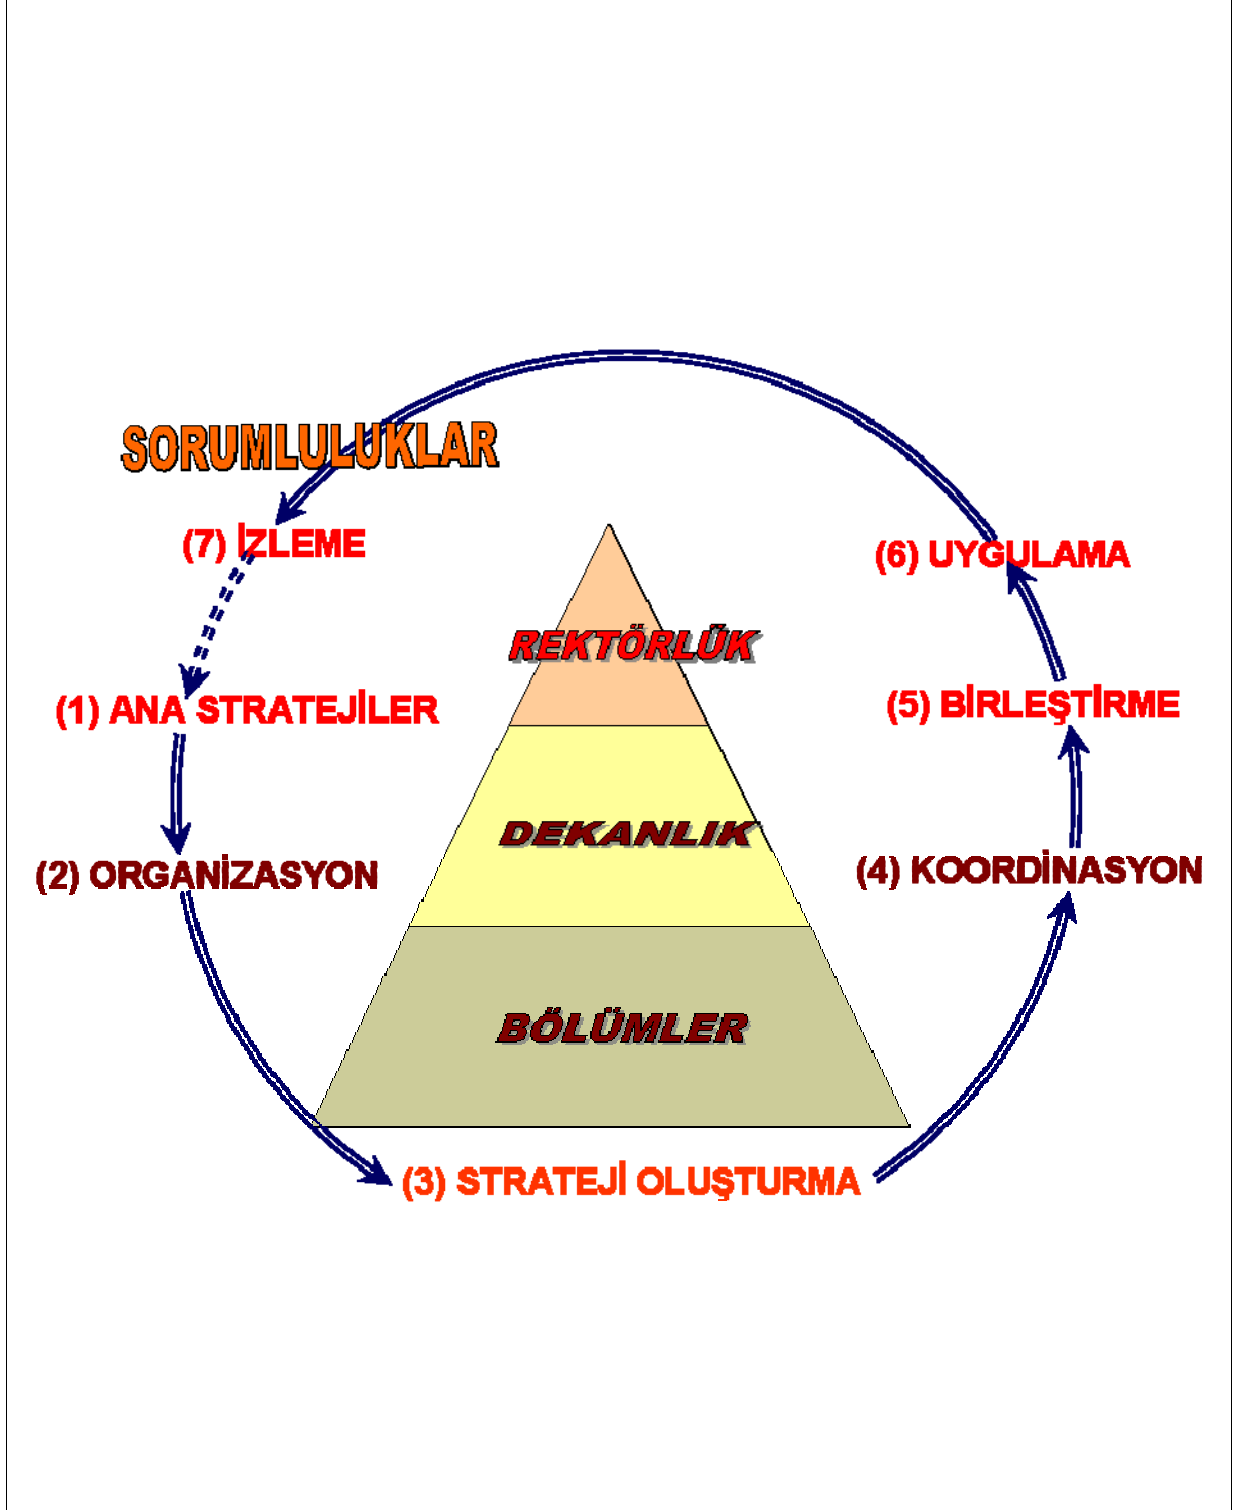 SORUMLULUKLAR
(7) İZLEME
(6) UYGULAMA
REKTÖRLÜK
(1) ANA STRATEJİLER
(5) BİRLEŞTİRME
DEKANLIK
(2) ORGANİZASYON
(4) KOORDİNASYON
BÖLÜMLER
(3) STRATEJİ OLUŞTURMA